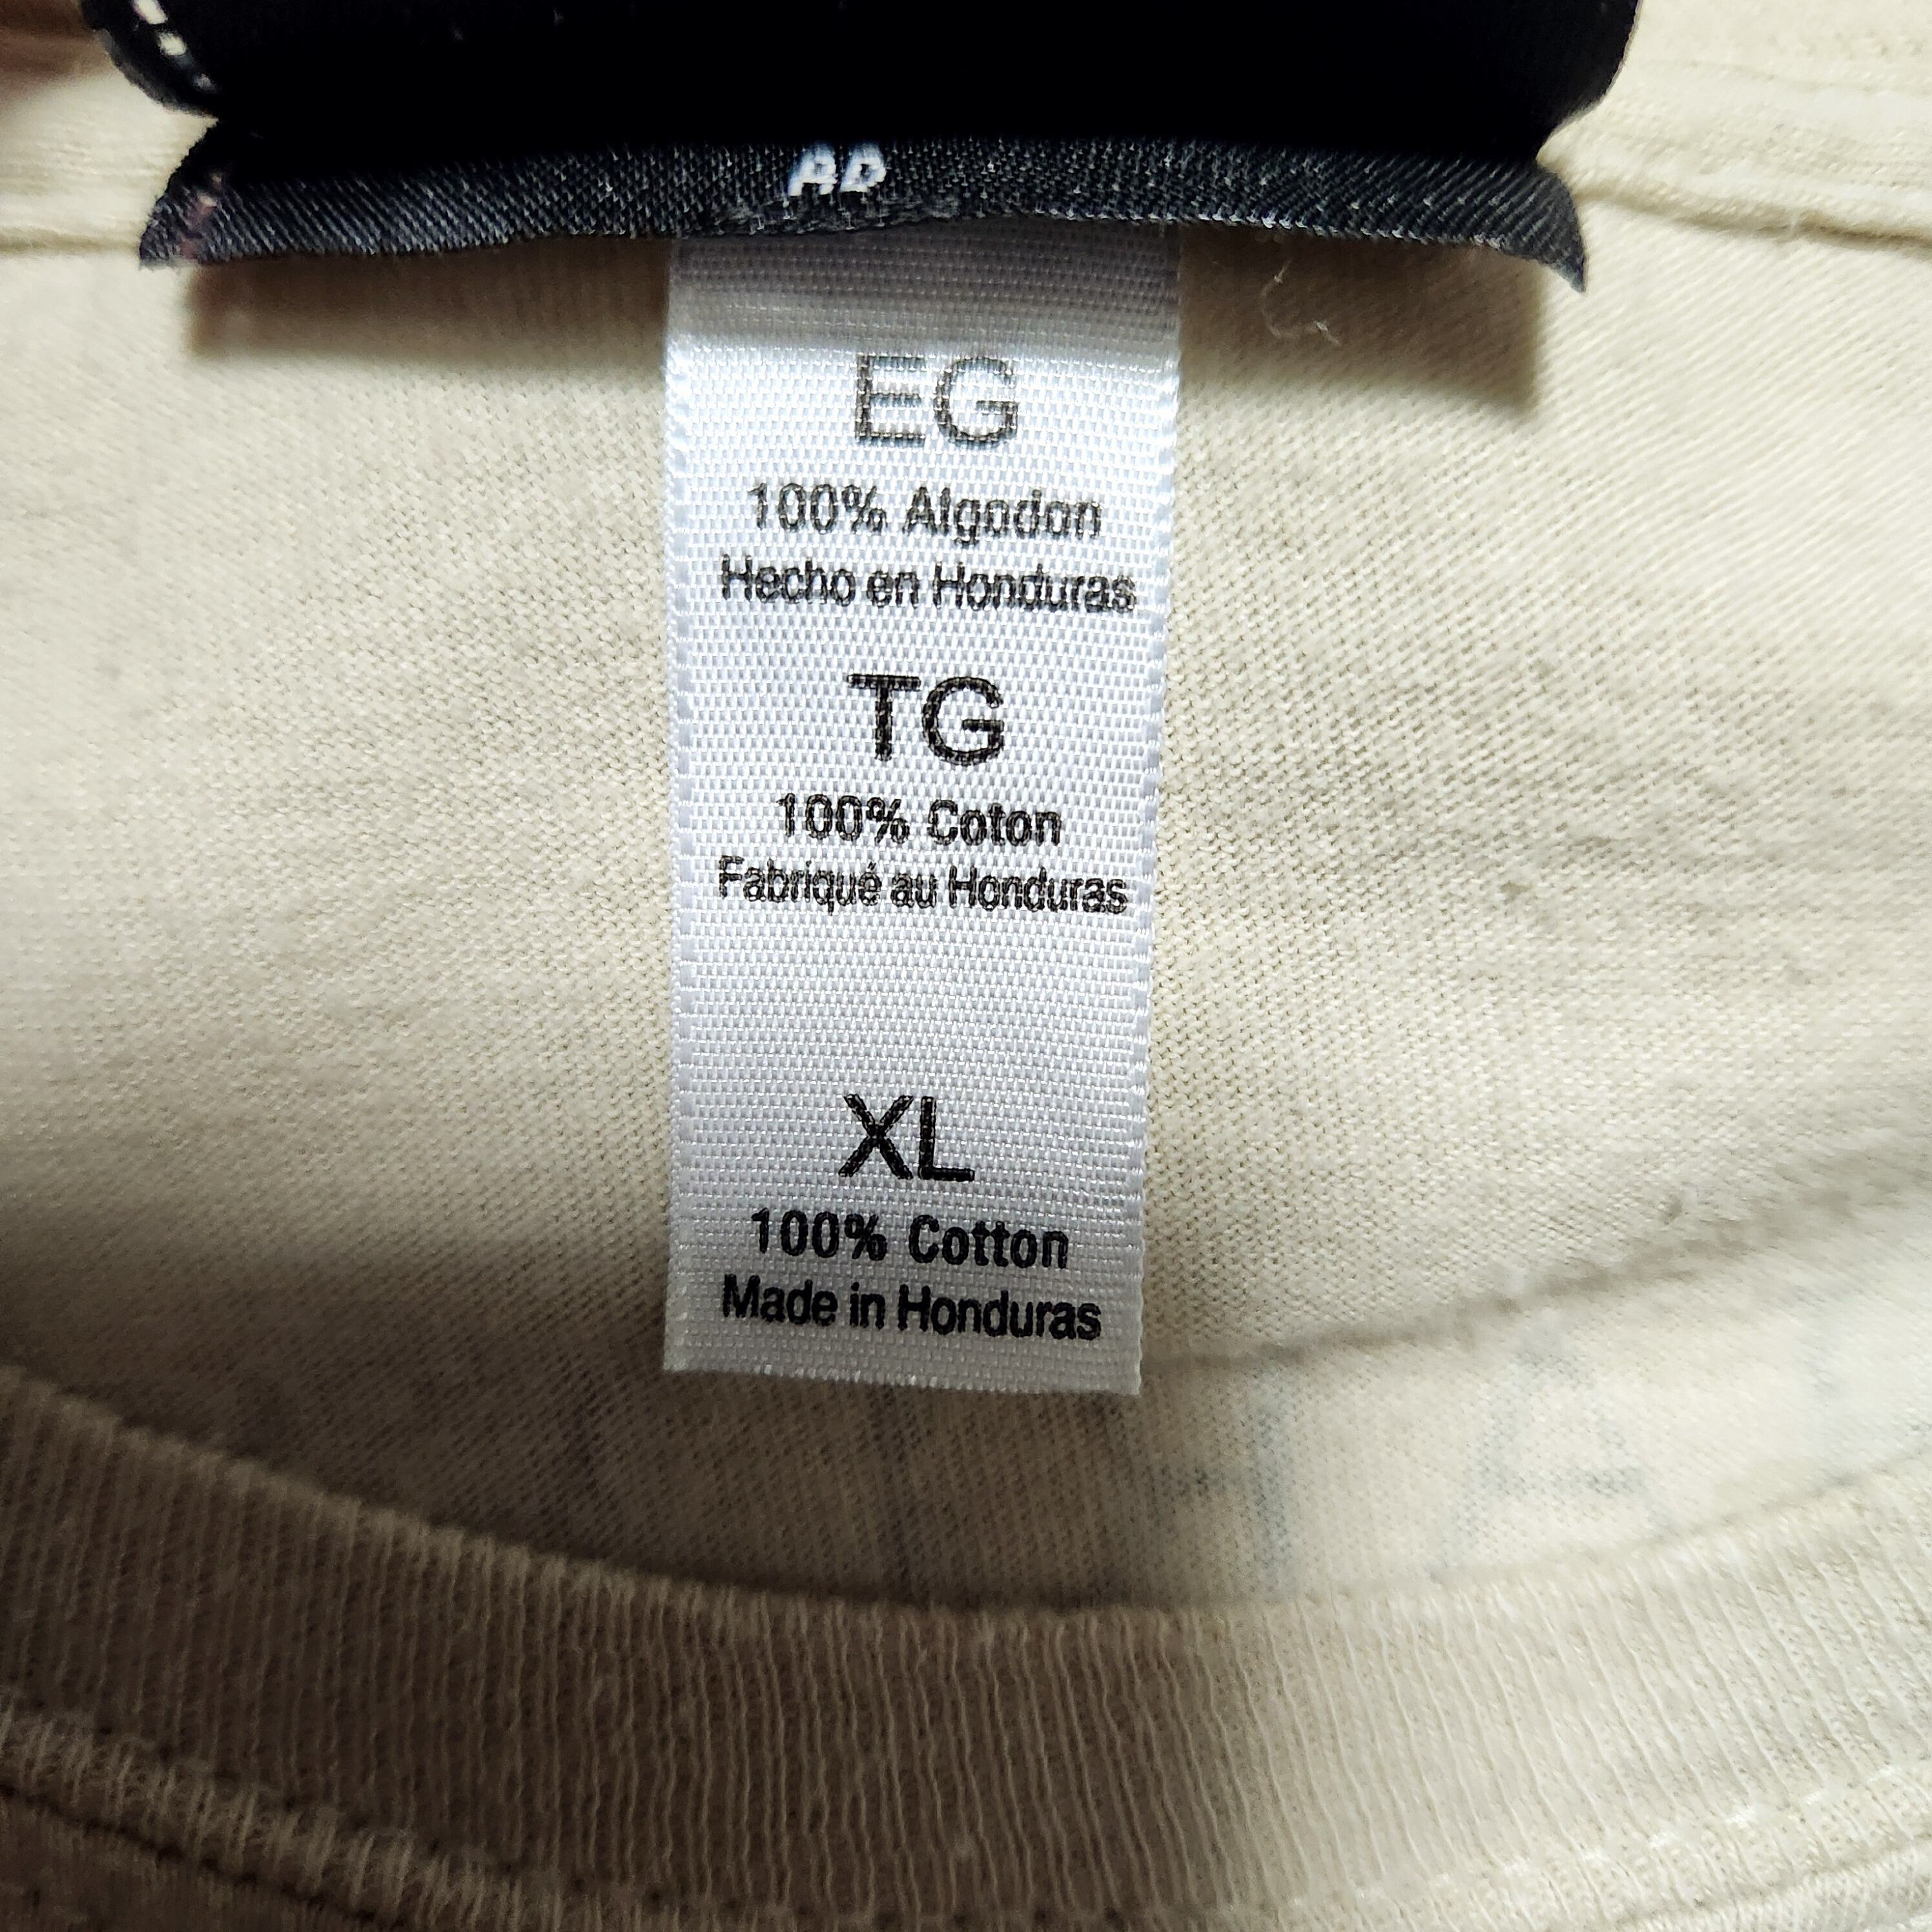 EG
100% Algodon
Hecho en Honduras
TG
100% Coton
Fabriqué au Honduras
XL
100% Cotton
Made in Honduras